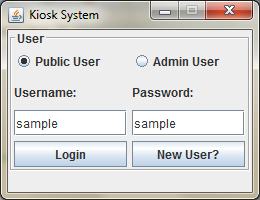 Kiosk System
User
Public User Admin User
Username: Password:
sample sample
Login New User?